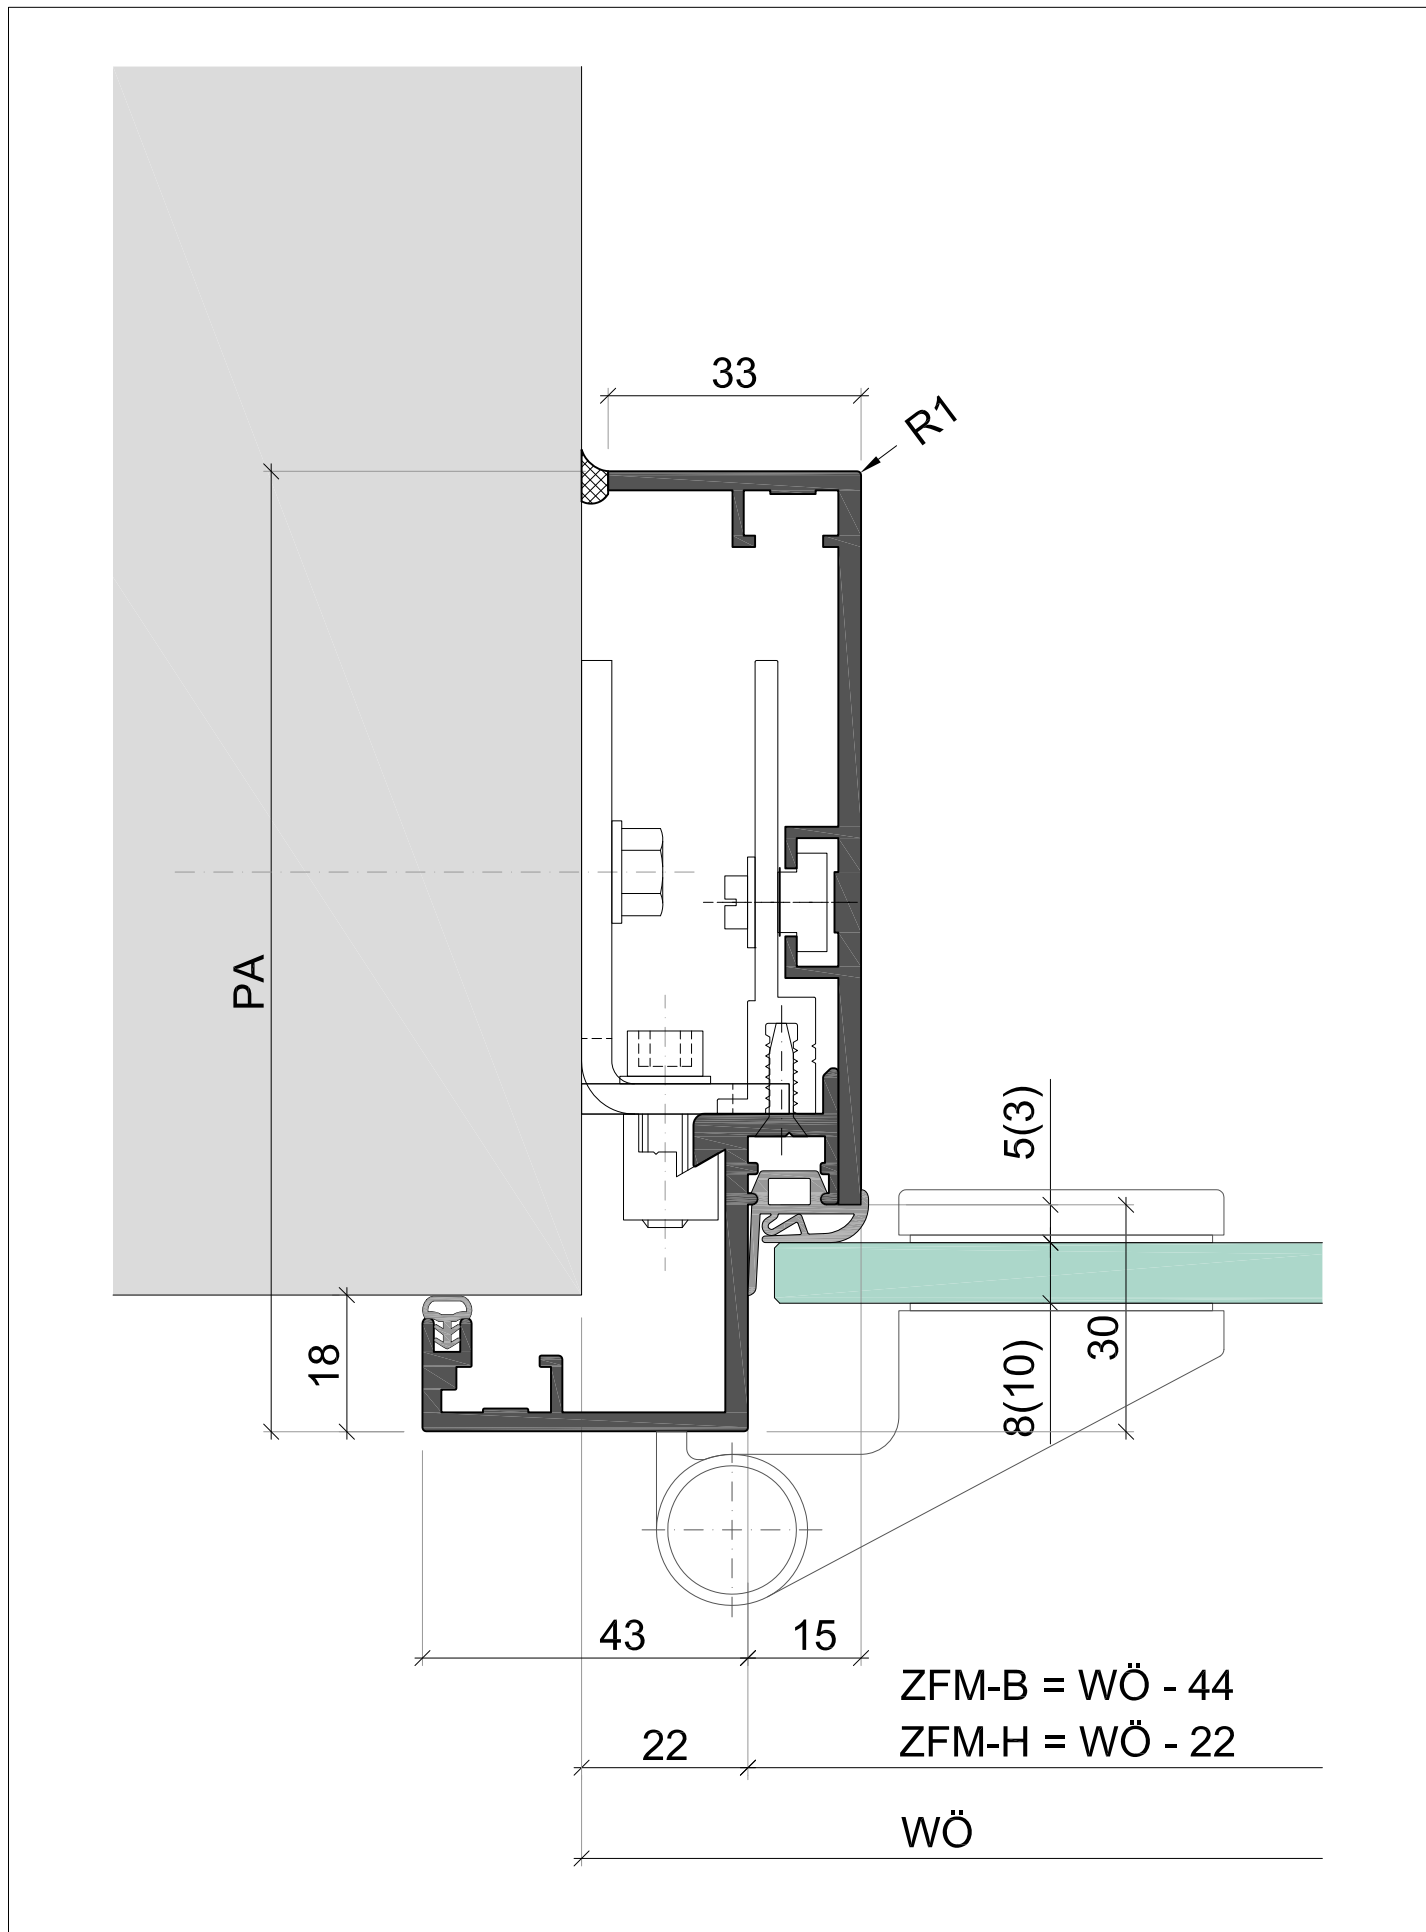 33
R1
PA
5(3)
18
8(10)
30
43
15
ZFM-B = WÖ - 44
22
ZFM-H = WÖ - 22
WÖ